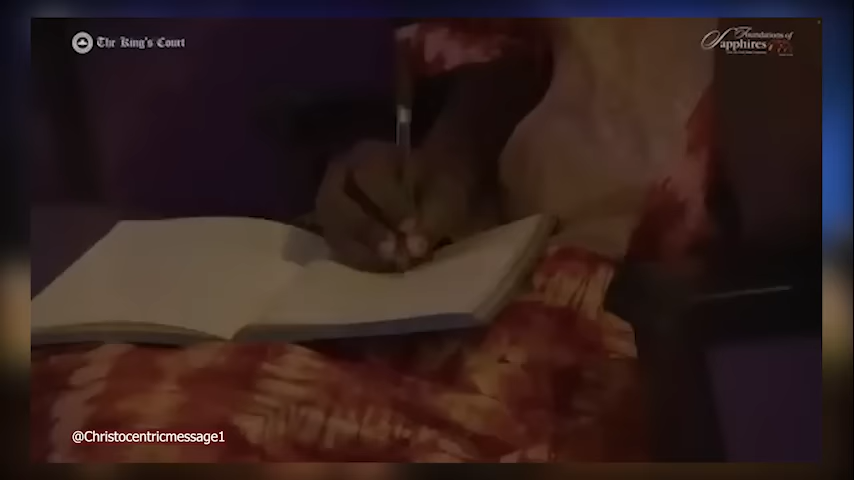 The King's Court
Foundations of
Sapphires
@Christocentricmessage1